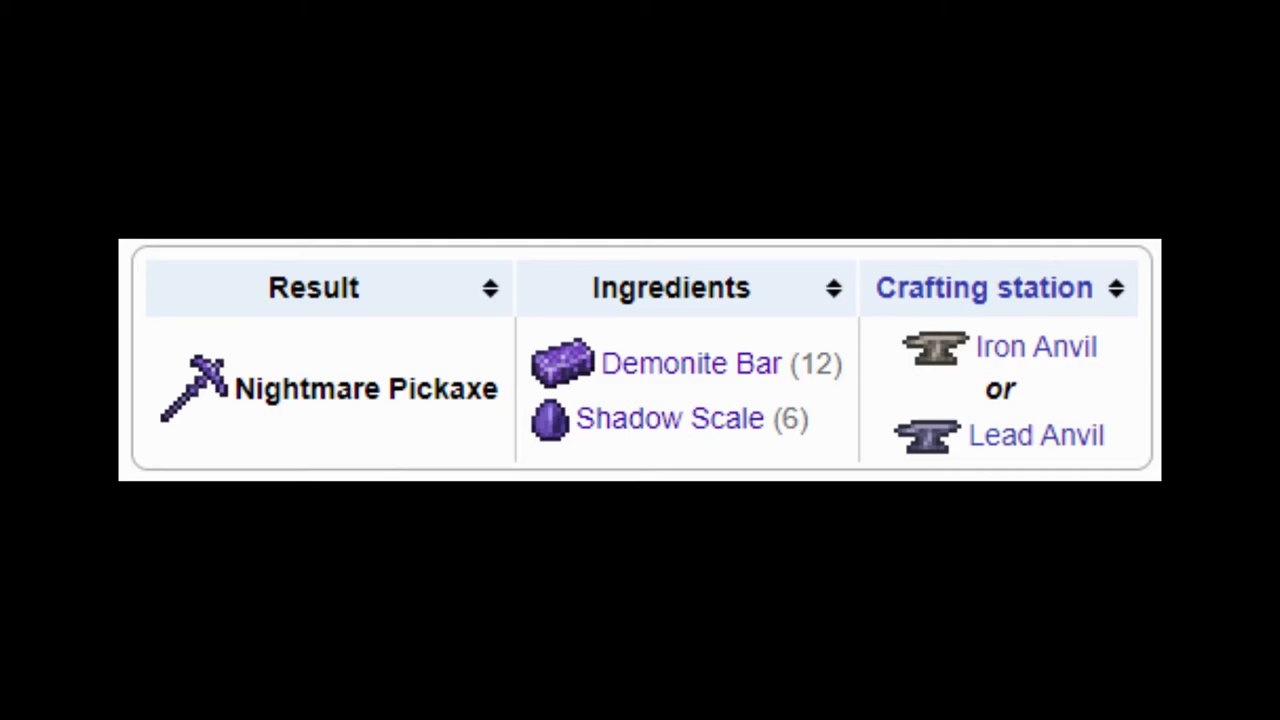 Result Ingredients Crafting station
Nightmare Pickaxe
Demonite Bar (12)
Shadow Scale (6)
Iron Anvil
or
Lead Anvil